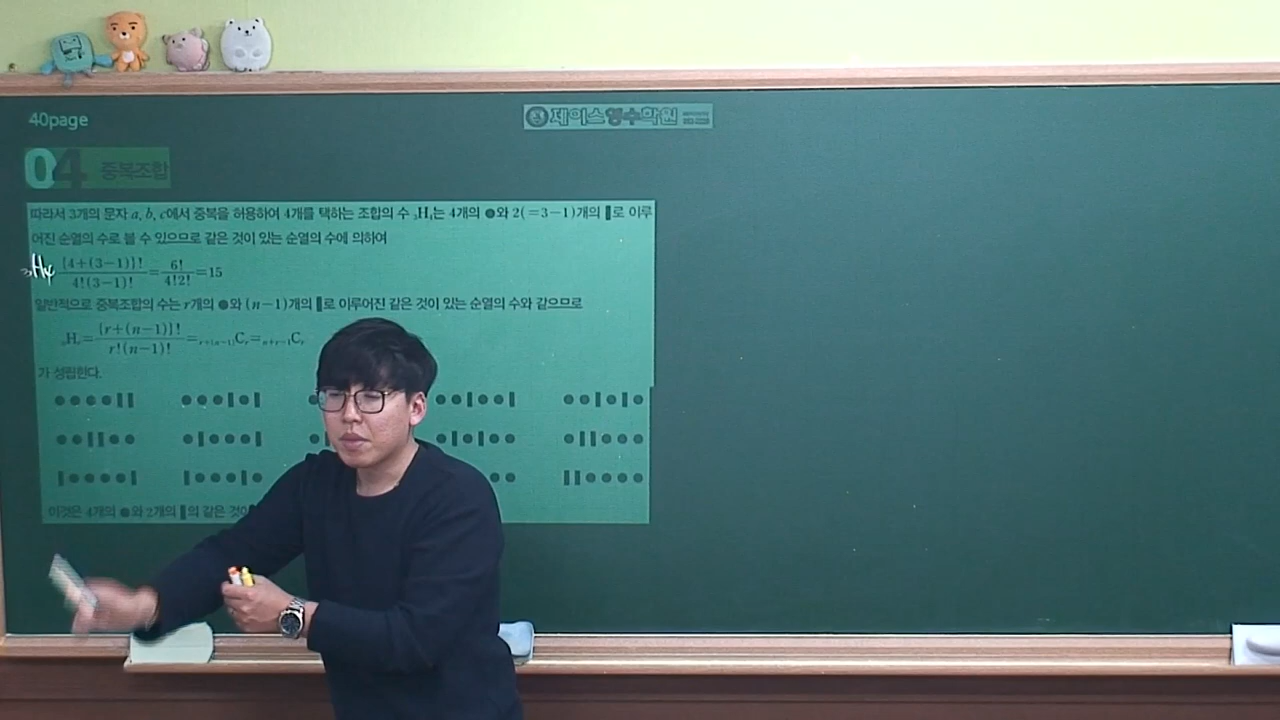 40page
제이스영수학원
04 중복조합
따라서 3개의 문자 a, b, c에서 중복을 허용하여 4개를 택하는 조합의 수 ₃H₄는 4개의 ●와 2(=3−1)개의 ▌로 이루
어진 순열의 수로 볼 수 있으므로 같은 것이 있는 순열의 수에 의하여
₃H₄ {4+(3−1)}!/4!(3−1)! = 6!/4!2! = 15
일반적으로 중복조합의 수는 r개의 ●와 (n−1)개의 ▌로 이루어진 같은 것이 있는 순열의 수와 같으므로
ₙHᵣ = {r+(n−1)}!/r!(n−1)! = ᵣ₊₍ₙ₋₁₎Cᵣ = ₙ₊ᵣ₋₁Cᵣ
가 성립한다.
이것은 4개의 ●와 2개의 ▌의 같은 것이